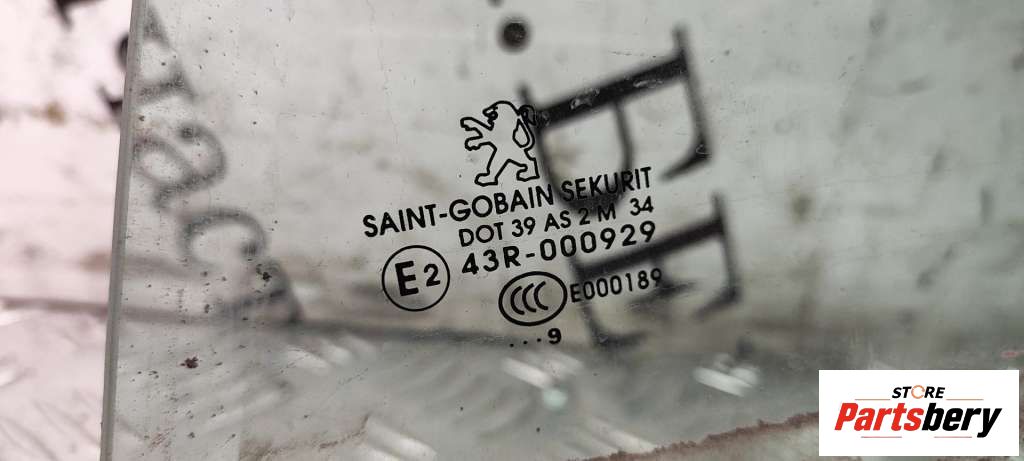 SAINT-GOBAIN SEKURIT
DOT 39 AS 2 M 34
E2 43R-000929
CCC E000189
...9
STORE
Partsbery